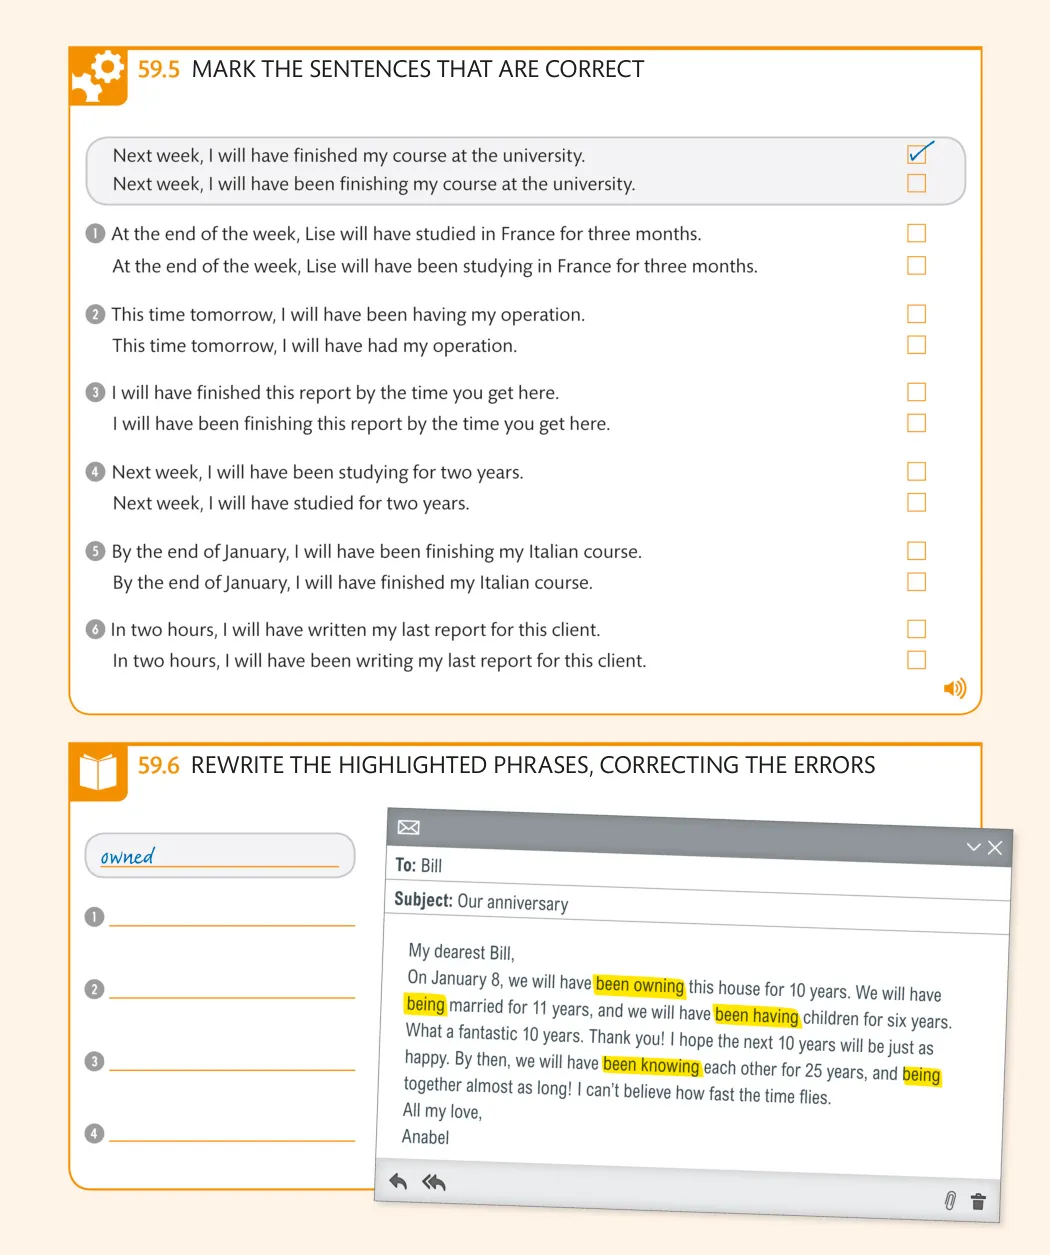 59.5 MARK THE SENTENCES THAT ARE CORRECT
Next week, I will have finished my course at the university.
Next week, I will have been finishing my course at the university.
1 At the end of the week, Lise will have studied in France for three months.
At the end of the week, Lise will have been studying in France for three months.
2 This time tomorrow, I will have been having my operation.
This time tomorrow, I will have had my operation.
3 I will have finished this report by the time you get here.
I will have been finishing this report by the time you get here.
4 Next week, I will have been studying for two years.
Next week, I will have studied for two years.
5 By the end of January, I will have been finishing my Italian course.
By the end of January, I will have finished my Italian course.
6 In two hours, I will have written my last report for this client.
In two hours, I will have been writing my last report for this client.
59.6 REWRITE THE HIGHLIGHTED PHRASES, CORRECTING THE ERRORS
owned
1
2
3
4
To: Bill
Subject: Our anniversary
My dearest Bill,
On January 8, we will have been owning this house for 10 years. We will have
being married for 11 years, and we will have been having children for six years.
What a fantastic 10 years. Thank you! I hope the next 10 years will be just as
happy. By then, we will have been knowing each other for 25 years, and being
together almost as long! I can't believe how fast the time flies.
All my love,
Anabel